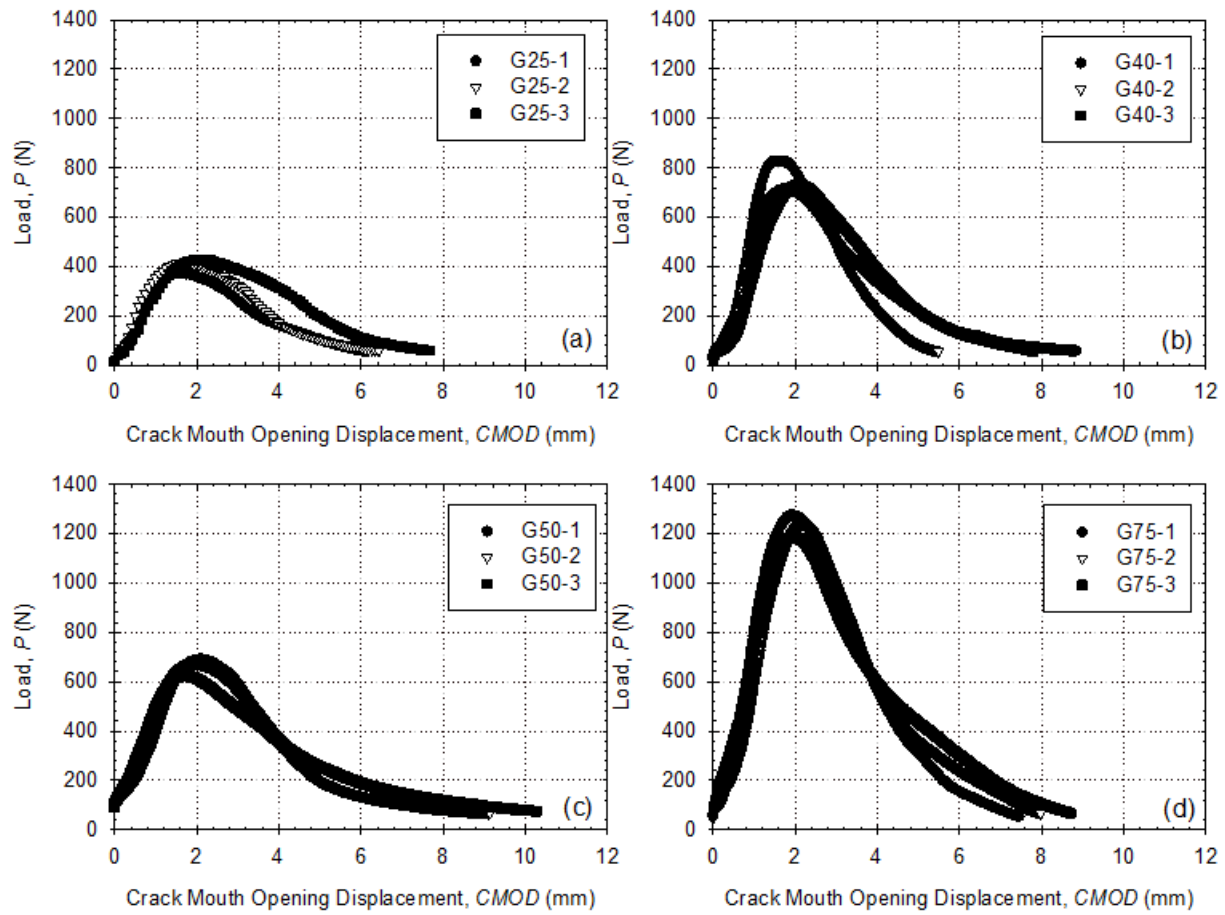 1400
1200
1000
800
600
400
200
0
Load, P (N)
G25-1
G25-2
G25-3
(a)
0 2 4 6 8 10 12
Crack Mouth Opening Displacement, CMOD (mm)
1400
1200
1000
800
600
400
200
0
Load, P (N)
G40-1
G40-2
G40-3
(b)
0 2 4 6 8 10 12
Crack Mouth Opening Displacement, CMOD (mm)
1400
1200
1000
800
600
400
200
0
Load, P (N)
G50-1
G50-2
G50-3
(c)
0 2 4 6 8 10 12
Crack Mouth Opening Displacement, CMOD (mm)
1400
1200
1000
800
600
400
200
0
Load, P (N)
G75-1
G75-2
G75-3
(d)
0 2 4 6 8 10 12
Crack Mouth Opening Displacement, CMOD (mm)